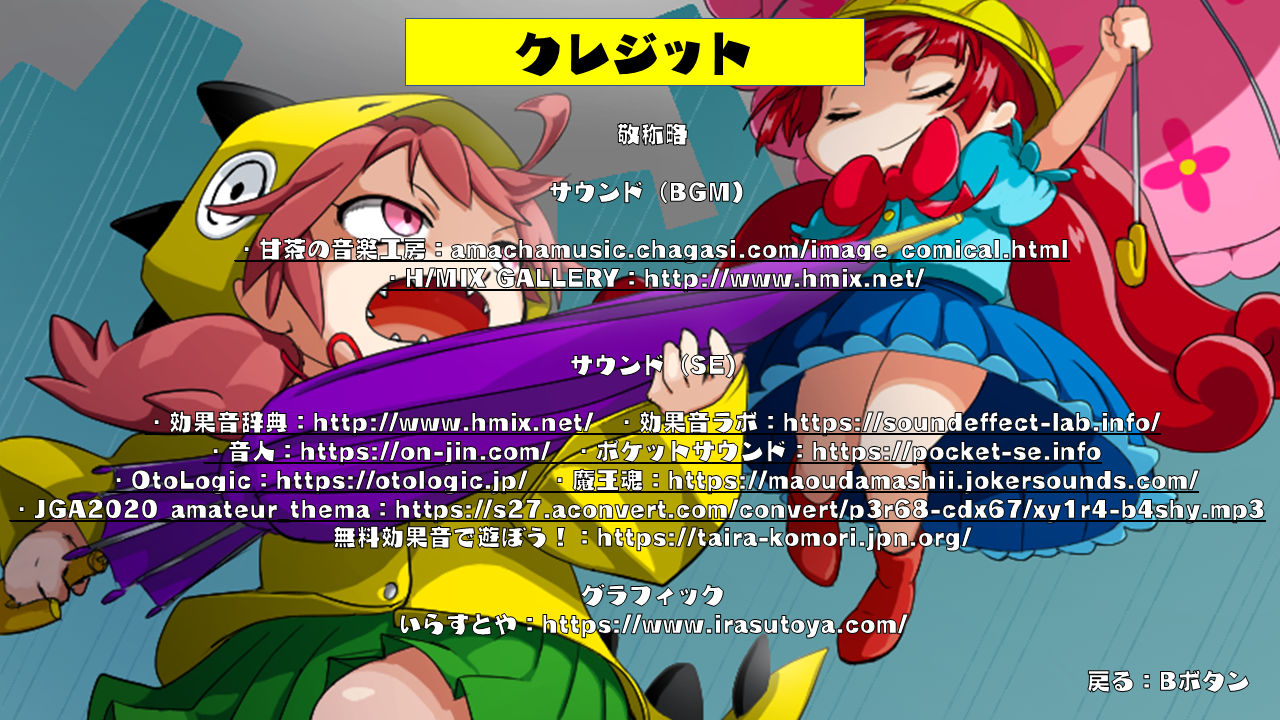 クレジット
敬称略
サウンド（BGM）
・甘茶の音楽工房：amachamusic.chagasi.com/image_comical.html
・H/MIX GALLERY：http://www.hmix.net/
サウンド（SE）
・効果音辞典：http://www.hmix.net/　・効果音ラボ：https://soundeffect-lab.info/
・音人：https://on-jin.com/　・ポケットサウンド：https://pocket-se.info
・OtoLogic：https://otologic.jp/　・魔王魂：https://maoudamashii.jokersounds.com/
・JGA2020_amateur_thema：https://s27.aconvert.com/convert/p3r68-cdx67/xy1r4-b4shy.mp3
無料効果音で遊ぼう！：https://taira-komori.jpn.org/
グラフィック
いらすとや：https://www.irasutoya.com/
戻る：Bボタン